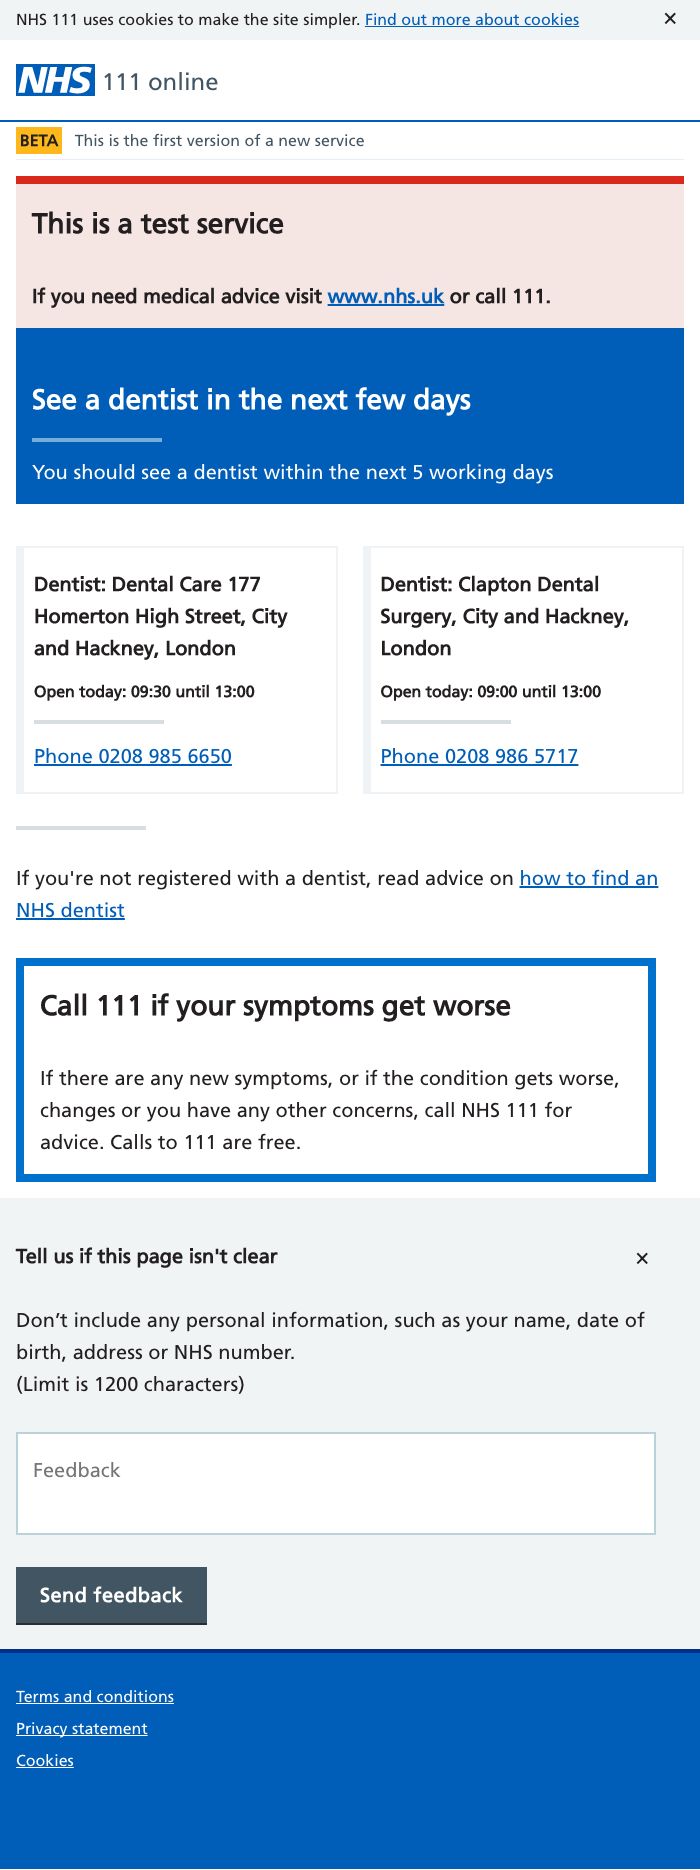 NHS 111 uses cookies to make the site simpler. Find out more about cookies ×
NHS 111 online
BETA This is the first version of a new service
This is a test service
If you need medical advice visit www.nhs.uk or call 111.
See a dentist in the next few days
You should see a dentist within the next 5 working days
Dentist: Dental Care 177
Homerton High Street, City
and Hackney, London
Open today: 09:30 until 13:00
Phone 0208 985 6650
Dentist: Clapton Dental
Surgery, City and Hackney,
London
Open today: 09:00 until 13:00
Phone 0208 986 5717
If you're not registered with a dentist, read advice on how to find an
NHS dentist
Call 111 if your symptoms get worse
If there are any new symptoms, or if the condition gets worse,
changes or you have any other concerns, call NHS 111 for
advice. Calls to 111 are free.
Tell us if this page isn't clear ×
Don’t include any personal information, such as your name, date of
birth, address or NHS number.
(Limit is 1200 characters)
Feedback
Send feedback
Terms and conditions
Privacy statement
Cookies